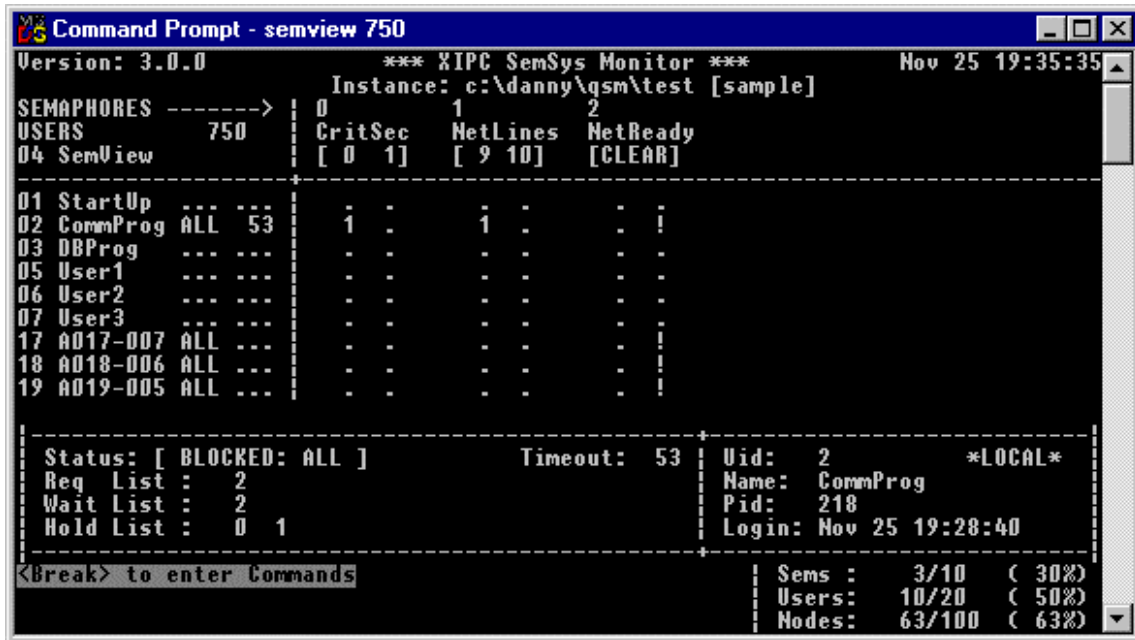 Command Prompt - semview 750
Version: 3.0.0 *** XIPC SemSys Monitor *** Nov 25 19:35:35
Instance: c:\danny\qsm\test [sample]
SEMAPHORES -------> | 0 1 2
USERS 750 | CritSec NetLines NetReady
04 SemView | [ 0 1] [ 9 10] [CLEAR]
01 StartUp ... ... | . . . . . .
02 CommProg ALL 53 | 1 . 1 . . !
03 DBProg ... ... | . . . . . .
05 User1 ... ... | . . . . . .
06 User2 ... ... | . . . . . .
07 User3 ... ... | . . . . . .
17 A017-007 ALL ... | . . . . . !
18 A018-006 ALL ... | . . . . . !
19 A019-005 ALL ... | . . . . . !
Status: [ BLOCKED: ALL ] Timeout: 53 | Uid: 2 *LOCAL*
Req List : 2 | Name: CommProg
Wait List : 2 | Pid: 218
Hold List : 0 1 | Login: Nov 25 19:28:40
<Break> to enter Commands | Sems : 3/10 ( 30%)
| Users: 10/20 ( 50%)
| Nodes: 63/100 ( 63%)